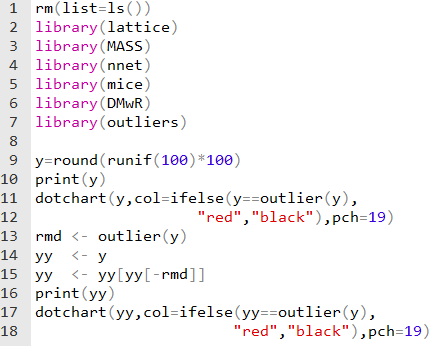 1 rm(list=ls())
2 library(lattice)
3 library(MASS)
4 library(nnet)
5 library(mice)
6 library(DMwR)
7 library(outliers)
8
9 y=round(runif(100)*100)
10 print(y)
11 dotchart(y,col=ifelse(y==outlier(y),
12 "red","black"),pch=19)
13 rmd <- outlier(y)
14 yy <- y
15 yy <- yy[yy[-rmd]]
16 print(yy)
17 dotchart(yy,col=ifelse(yy==outlier(y),
18 "red","black"),pch=19)